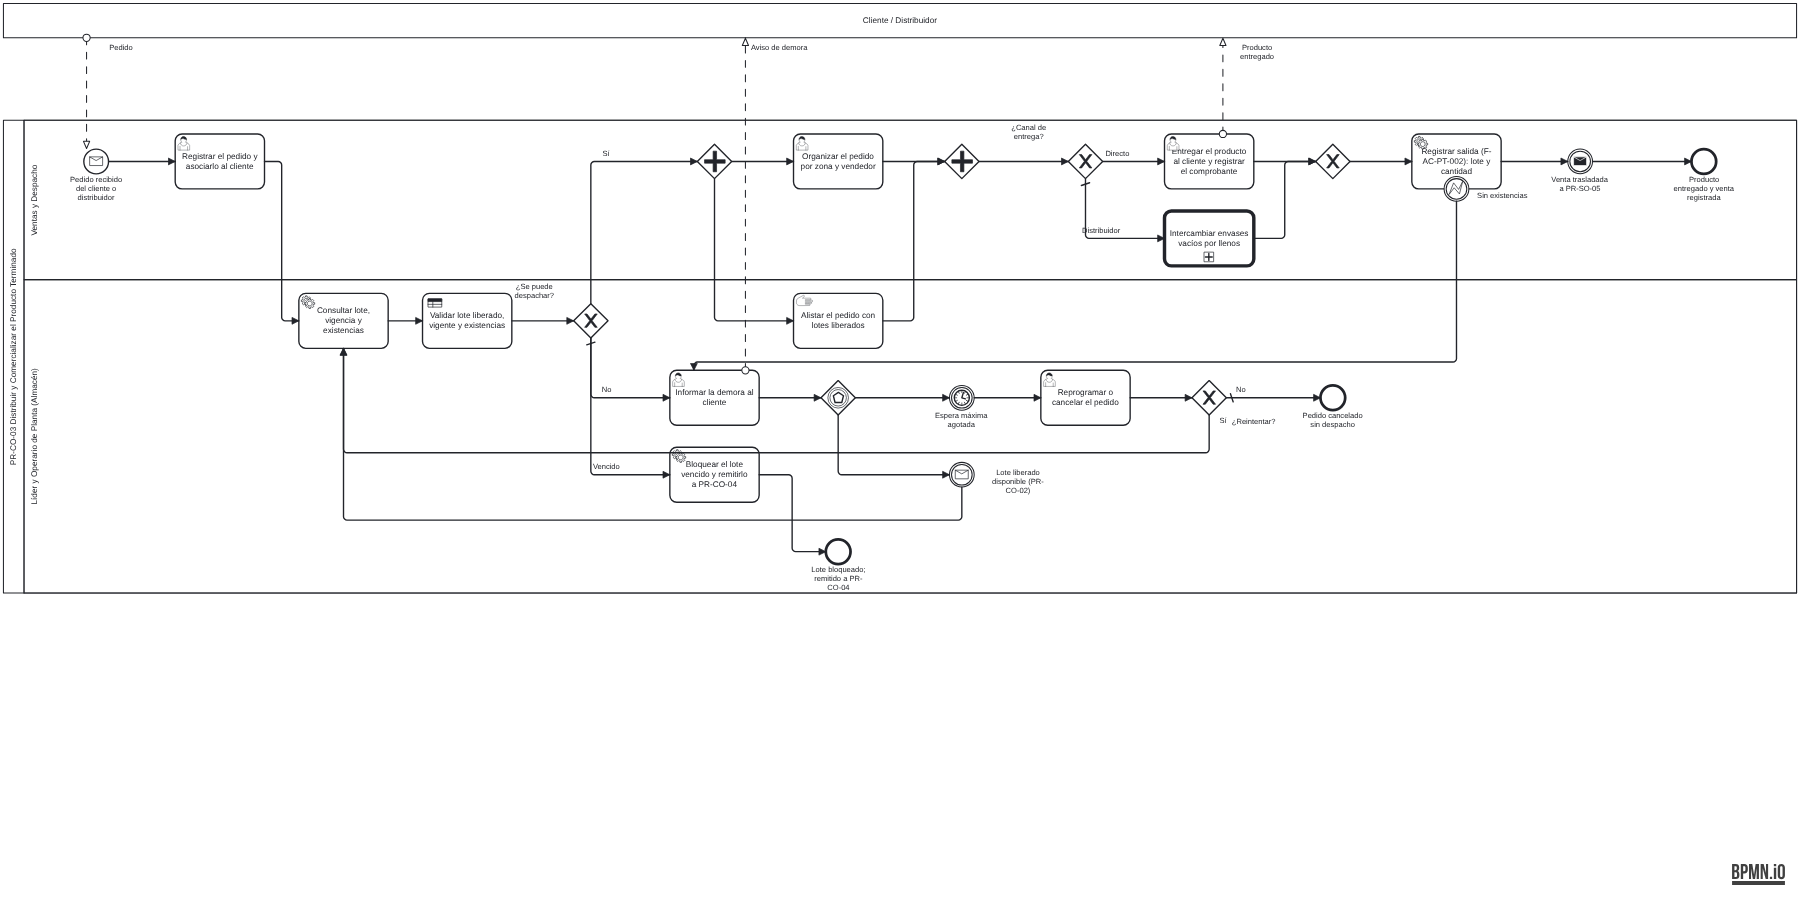 Cliente / Distribuidor
Pedido
Aviso de demora
Producto
entregado
PR-CO-03 Distribuir y Comercializar el Producto Terminado
Ventas y Despacho
Pedido recibido
del cliente o
distribuidor
Registrar el pedido y
asociarlo al cliente
Sí
Organizar el pedido
por zona y vendedor
¿Canal de
entrega?
Directo
Distribuidor
Entregar el producto
al cliente y registrar
el comprobante
Intercambiar envases
vacíos por llenos
Registrar salida (F-
AC-PT-002): lote y
cantidad
Sin existencias
Venta trasladada
a PR-SO-05
Producto
entregado y venta
registrada
Líder y Operario de Planta (Almacén)
Consultar lote,
vigencia y
existencias
Validar lote liberado,
vigente y existencias
¿Se puede
despachar?
Alistar el pedido con
lotes liberados
No
Informar la demora al
cliente
Espera máxima
agotada
Reprogramar o
cancelar el pedido
No
Sí
¿Reintentar?
Pedido cancelado
sin despacho
Vencido
Bloquear el lote
vencido y remitirlo
a PR-CO-04
Lote liberado
disponible (PR-
CO-02)
Lote bloqueado;
remitido a PR-
CO-04
BPMN.iO